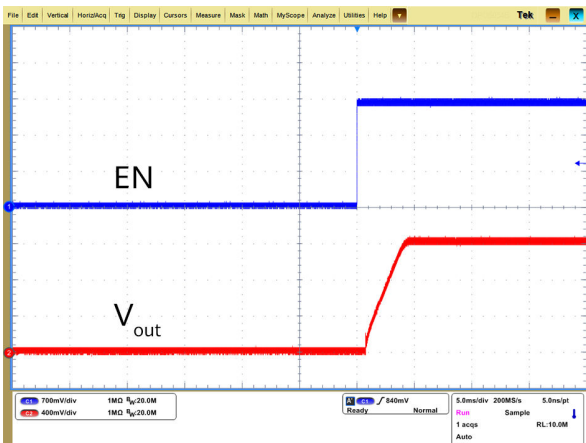 File Edit Vertical Horiz/Acq Trig Display Cursors Measure Mask Math MyScope Analyze Utilities Help Tek X
EN
1
Vout
2
C1 700mV/div 1MΩ BW:20.0M
C2 400mV/div 1MΩ BW:20.0M
A' C1 840mV
Ready Normal
5.0ms/div 200MS/s 5.0ns/pt
Run Sample
1 acqs RL:10.0M
Auto